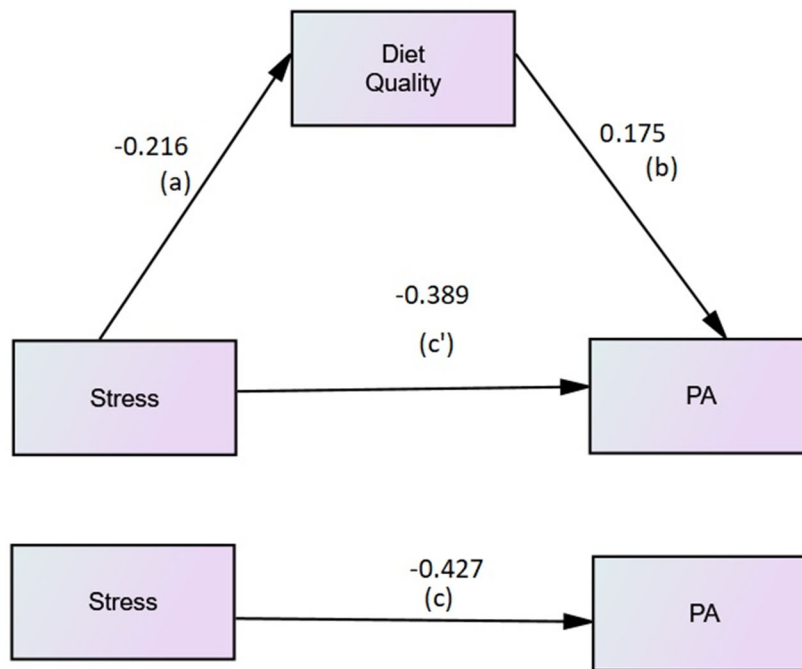 Diet
Quality
-0.216
(a)
0.175
(b)
-0.389
(c')
Stress
PA
Stress
-0.427
(c)
PA